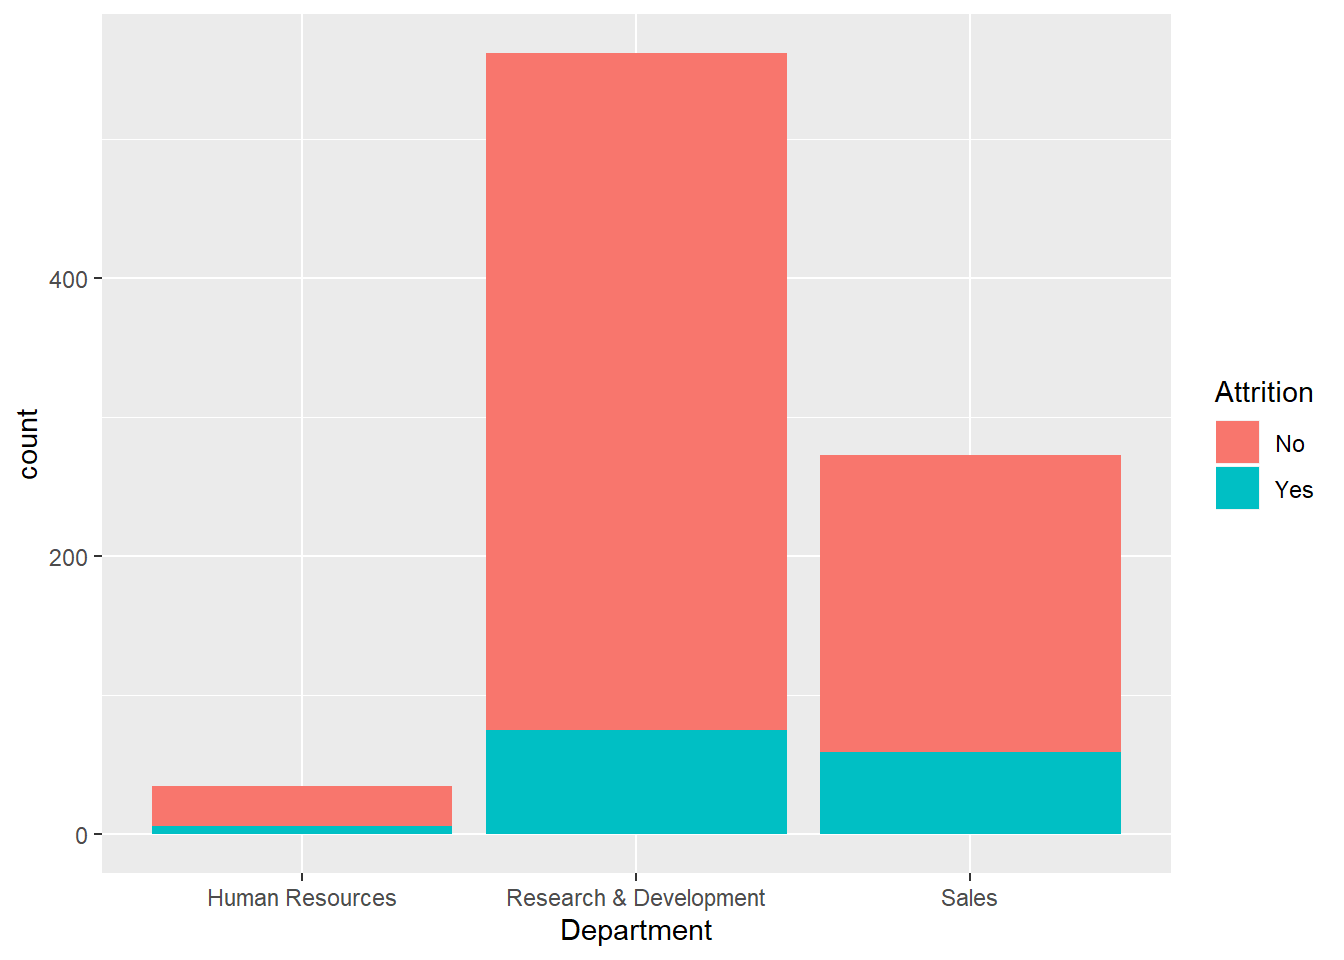 400
200
0
count
Human Resources
Research & Development
Sales
Department
Attrition
No
Yes